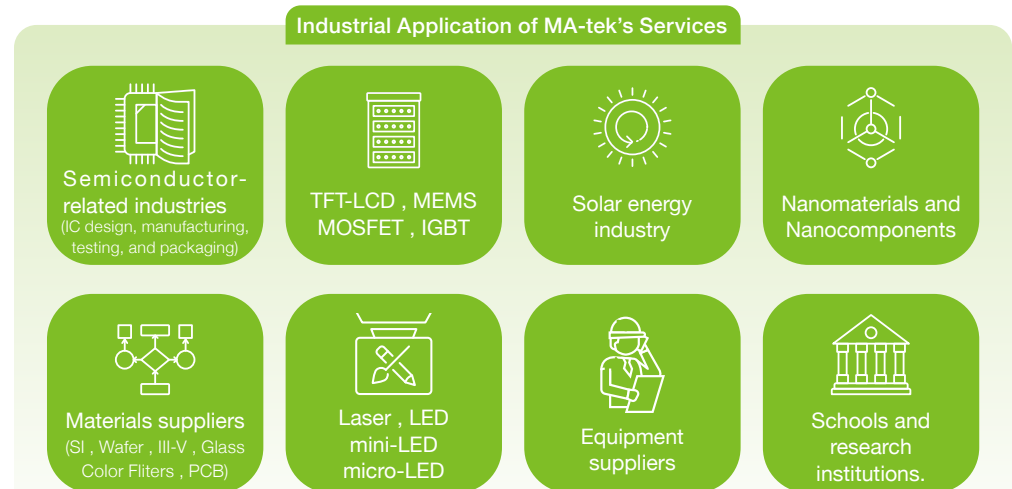 Industrial Application of MA-tek's Services
Semiconductor-
related industries
(IC design, manufacturing,
testing, and packaging)
TFT-LCD , MEMS
MOSFET , IGBT
Solar energy
industry
Nanomaterials and
Nanocomponents
Materials suppliers
(SI , Wafer , III-V , Glass
Color Fliters , PCB)
Laser , LED
mini-LED
micro-LED
Equipment
suppliers
Schools and
research
institutions.